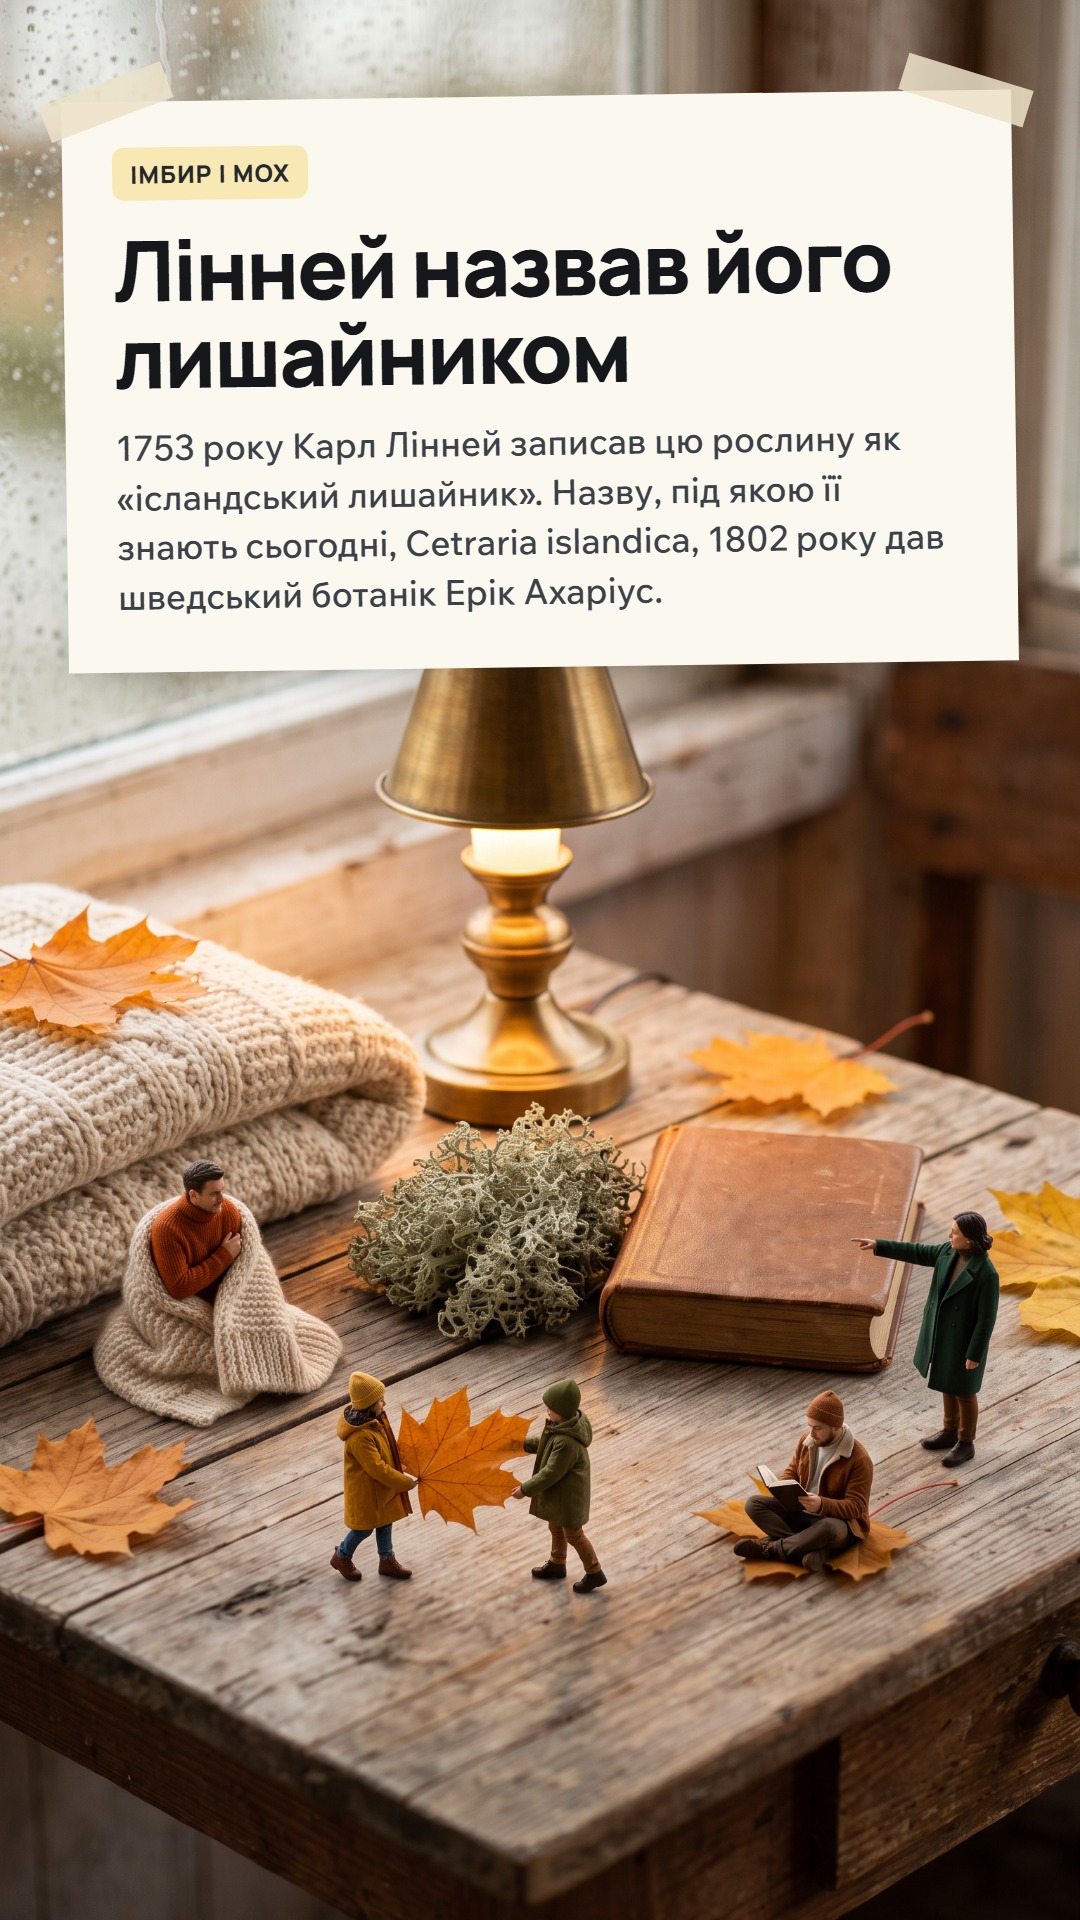 ІМБИР І МОХ
Лінней назвав його
лишайником
1753 року Карл Лінней записав цю рослину як
«ісландський лишайник». Назву, під якою її
знають сьогодні, Cetraria islandica, 1802 року дав
шведський ботанік Ерік Ахаріус.